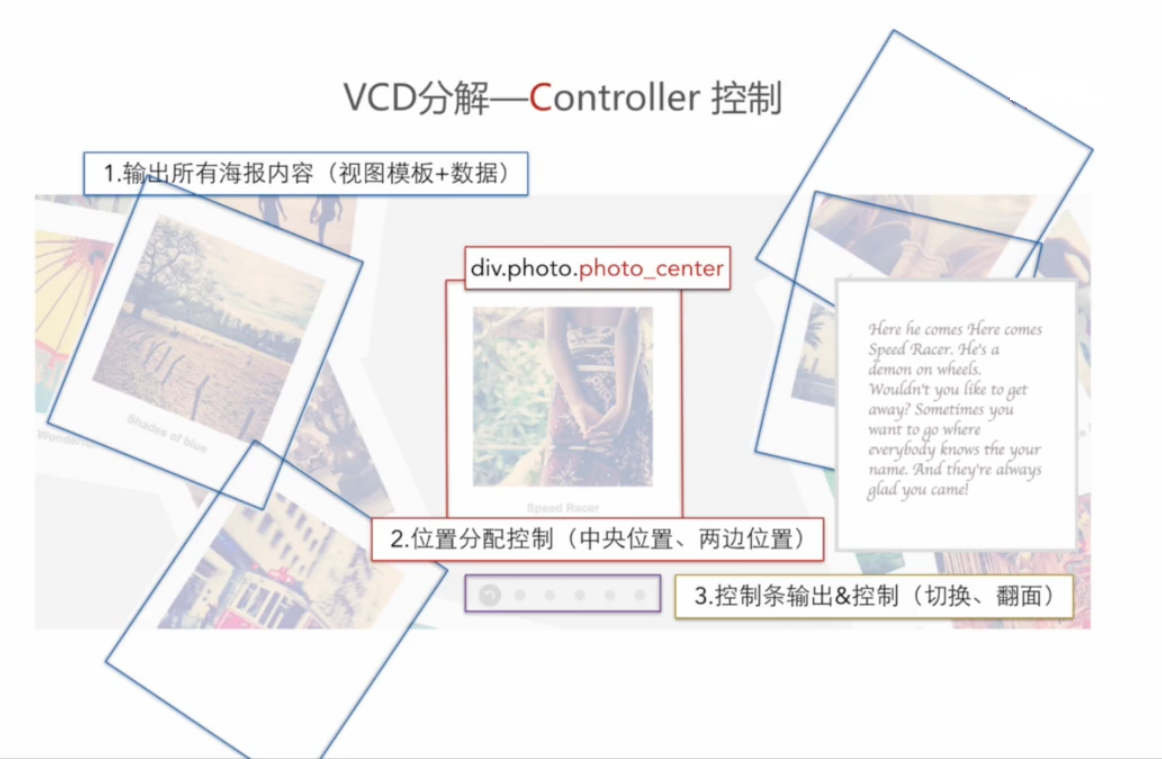 VCD分解—Controller 控制
1.输出所有海报内容（视图模板+数据）
div.photo.photo_center
Shades of blue
Here he comes Here comes
Speed Racer. He's a
demon on wheels.
Wouldn't you like to get
away? Sometimes you
want to go where
everybody knows the your
name. And they're always
glad you came!
Speed Racer
2.位置分配控制（中央位置、两边位置）
3.控制条输出&控制（切换、翻面）